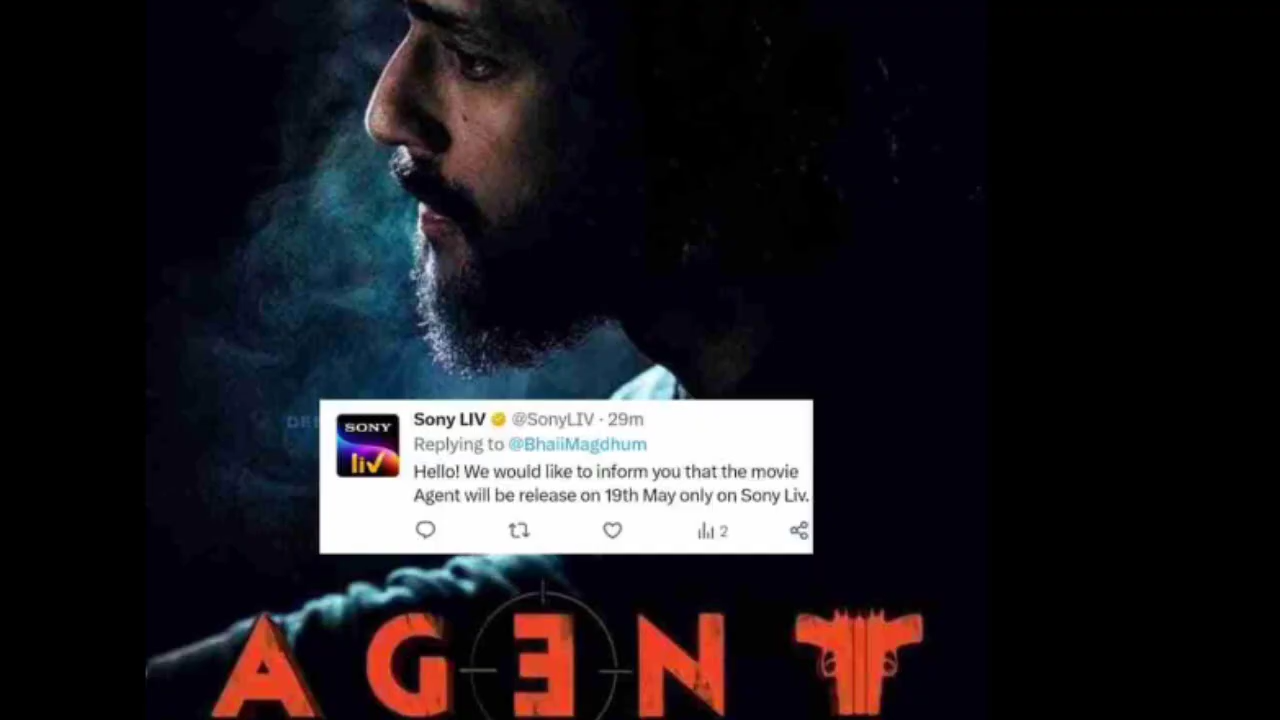 Sony LIV @SonyLIV · 29m
SONY
liv
Replying to @BhaiiMagdhum
Hello! We would like to inform you that the movie
Agent will be release on 19th May only on Sony Liv.
2
AGENT